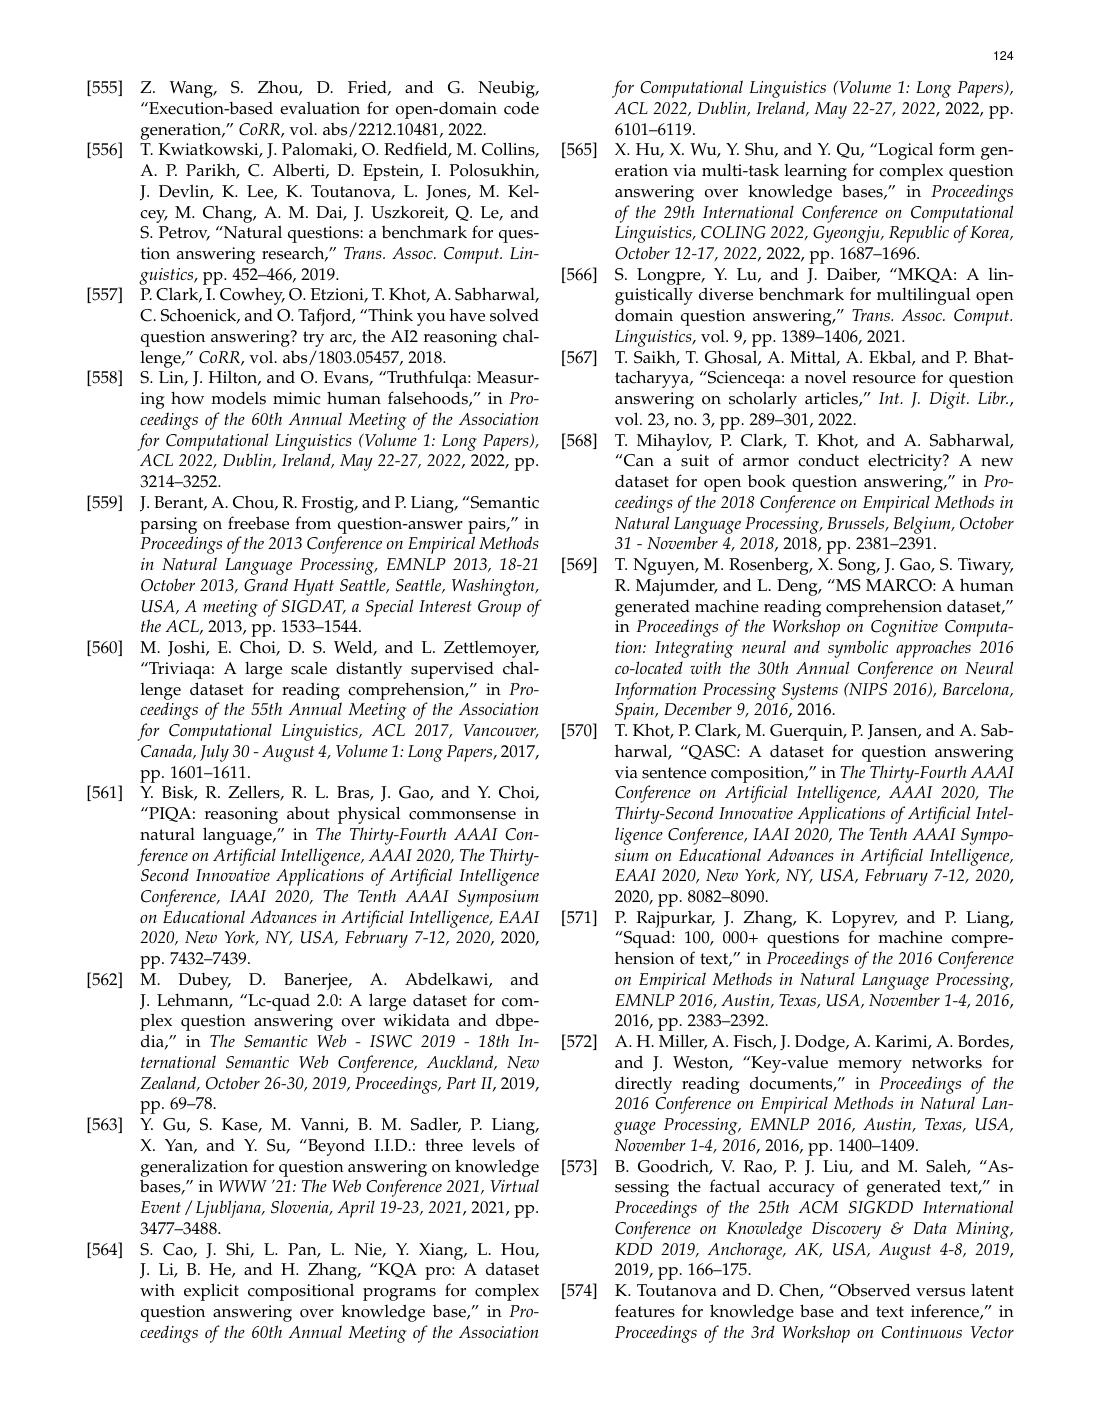 124
[555] Z. Wang, S. Zhou, D. Fried, and G. Neubig,
“Execution-based evaluation for open-domain code
generation,” CoRR, vol. abs/2212.10481, 2022.
[556] T. Kwiatkowski, J. Palomaki, O. Redfield, M. Collins,
A. P. Parikh, C. Alberti, D. Epstein, I. Polosukhin,
J. Devlin, K. Lee, K. Toutanova, L. Jones, M. Kel-
cey, M. Chang, A. M. Dai, J. Uszkoreit, Q. Le, and
S. Petrov, “Natural questions: a benchmark for ques-
tion answering research,” Trans. Assoc. Comput. Lin-
guistics, pp. 452–466, 2019.
[557] P. Clark, I. Cowhey, O. Etzioni, T. Khot, A. Sabharwal,
C. Schoenick, and O. Tafjord, “Think you have solved
question answering? try arc, the AI2 reasoning chal-
lenge,” CoRR, vol. abs/1803.05457, 2018.
[558] S. Lin, J. Hilton, and O. Evans, “Truthfulqa: Measur-
ing how models mimic human falsehoods,” in Pro-
ceedings of the 60th Annual Meeting of the Association
for Computational Linguistics (Volume 1: Long Papers),
ACL 2022, Dublin, Ireland, May 22-27, 2022, 2022, pp.
3214–3252.
[559] J. Berant, A. Chou, R. Frostig, and P. Liang, “Semantic
parsing on freebase from question-answer pairs,” in
Proceedings of the 2013 Conference on Empirical Methods
in Natural Language Processing, EMNLP 2013, 18-21
October 2013, Grand Hyatt Seattle, Seattle, Washington,
USA, A meeting of SIGDAT, a Special Interest Group of
the ACL, 2013, pp. 1533–1544.
[560] M. Joshi, E. Choi, D. S. Weld, and L. Zettlemoyer,
“Triviaqa: A large scale distantly supervised chal-
lenge dataset for reading comprehension,” in Pro-
ceedings of the 55th Annual Meeting of the Association
for Computational Linguistics, ACL 2017, Vancouver,
Canada, July 30 - August 4, Volume 1: Long Papers, 2017,
pp. 1601–1611.
[561] Y. Bisk, R. Zellers, R. L. Bras, J. Gao, and Y. Choi,
“PIQA: reasoning about physical commonsense in
natural language,” in The Thirty-Fourth AAAI Con-
ference on Artificial Intelligence, AAAI 2020, The Thirty-
Second Innovative Applications of Artificial Intelligence
Conference, IAAI 2020, The Tenth AAAI Symposium
on Educational Advances in Artificial Intelligence, EAAI
2020, New York, NY, USA, February 7-12, 2020, 2020,
pp. 7432–7439.
[562] M. Dubey, D. Banerjee, A. Abdelkawi, and
J. Lehmann, “Lc-quad 2.0: A large dataset for com-
plex question answering over wikidata and dbpe-
dia,” in The Semantic Web - ISWC 2019 - 18th In-
ternational Semantic Web Conference, Auckland, New
Zealand, October 26-30, 2019, Proceedings, Part II, 2019,
pp. 69–78.
[563] Y. Gu, S. Kase, M. Vanni, B. M. Sadler, P. Liang,
X. Yan, and Y. Su, “Beyond I.I.D.: three levels of
generalization for question answering on knowledge
bases,” in WWW ’21: The Web Conference 2021, Virtual
Event / Ljubljana, Slovenia, April 19-23, 2021, 2021, pp.
3477–3488.
[564] S. Cao, J. Shi, L. Pan, L. Nie, Y. Xiang, L. Hou,
J. Li, B. He, and H. Zhang, “KQA pro: A dataset
with explicit compositional programs for complex
question answering over knowledge base,” in Pro-
ceedings of the 60th Annual Meeting of the Association
for Computational Linguistics (Volume 1: Long Papers),
ACL 2022, Dublin, Ireland, May 22-27, 2022, 2022, pp.
6101–6119.
[565] X. Hu, X. Wu, Y. Shu, and Y. Qu, “Logical form gen-
eration via multi-task learning for complex question
answering over knowledge bases,” in Proceedings
of the 29th International Conference on Computational
Linguistics, COLING 2022, Gyeongju, Republic of Korea,
October 12-17, 2022, 2022, pp. 1687–1696.
[566] S. Longpre, Y. Lu, and J. Daiber, “MKQA: A lin-
guistically diverse benchmark for multilingual open
domain question answering,” Trans. Assoc. Comput.
Linguistics, vol. 9, pp. 1389–1406, 2021.
[567] T. Saikh, T. Ghosal, A. Mittal, A. Ekbal, and P. Bhat-
tacharyya, “Scienceqa: a novel resource for question
answering on scholarly articles,” Int. J. Digit. Libr.,
vol. 23, no. 3, pp. 289–301, 2022.
[568] T. Mihaylov, P. Clark, T. Khot, and A. Sabharwal,
“Can a suit of armor conduct electricity? A new
dataset for open book question answering,” in Pro-
ceedings of the 2018 Conference on Empirical Methods in
Natural Language Processing, Brussels, Belgium, October
31 - November 4, 2018, 2018, pp. 2381–2391.
[569] T. Nguyen, M. Rosenberg, X. Song, J. Gao, S. Tiwary,
R. Majumder, and L. Deng, “MS MARCO: A human
generated machine reading comprehension dataset,”
in Proceedings of the Workshop on Cognitive Computa-
tion: Integrating neural and symbolic approaches 2016
co-located with the 30th Annual Conference on Neural
Information Processing Systems (NIPS 2016), Barcelona,
Spain, December 9, 2016, 2016.
[570] T. Khot, P. Clark, M. Guerquin, P. Jansen, and A. Sab-
harwal, “QASC: A dataset for question answering
via sentence composition,” in The Thirty-Fourth AAAI
Conference on Artificial Intelligence, AAAI 2020, The
Thirty-Second Innovative Applications of Artificial Intel-
ligence Conference, IAAI 2020, The Tenth AAAI Sympo-
sium on Educational Advances in Artificial Intelligence,
EAAI 2020, New York, NY, USA, February 7-12, 2020,
2020, pp. 8082–8090.
[571] P. Rajpurkar, J. Zhang, K. Lopyrev, and P. Liang,
“Squad: 100, 000+ questions for machine compre-
hension of text,” in Proceedings of the 2016 Conference
on Empirical Methods in Natural Language Processing,
EMNLP 2016, Austin, Texas, USA, November 1-4, 2016,
2016, pp. 2383–2392.
[572] A. H. Miller, A. Fisch, J. Dodge, A. Karimi, A. Bordes,
and J. Weston, “Key-value memory networks for
directly reading documents,” in Proceedings of the
2016 Conference on Empirical Methods in Natural Lan-
guage Processing, EMNLP 2016, Austin, Texas, USA,
November 1-4, 2016, 2016, pp. 1400–1409.
[573] B. Goodrich, V. Rao, P. J. Liu, and M. Saleh, “As-
sessing the factual accuracy of generated text,” in
Proceedings of the 25th ACM SIGKDD International
Conference on Knowledge Discovery & Data Mining,
KDD 2019, Anchorage, AK, USA, August 4-8, 2019,
2019, pp. 166–175.
[574] K. Toutanova and D. Chen, “Observed versus latent
features for knowledge base and text inference,” in
Proceedings of the 3rd Workshop on Continuous Vector